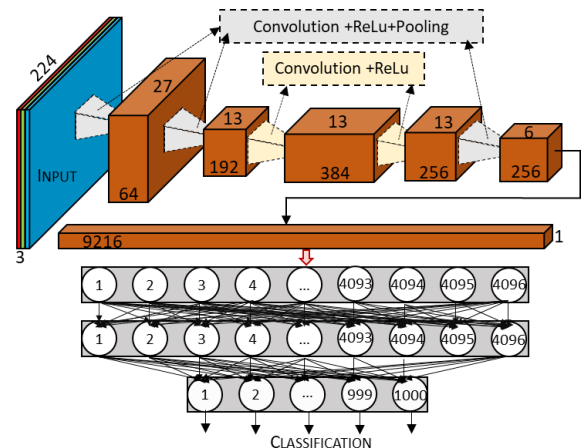 Convolution +ReLu+Pooling
Convolution +ReLu
224
27
13
13
13
6
INPUT
64
192
384
256
256
3
9216
1
1 2 3 4 ... 4093 4094 4095 4096
1 2 3 4 ... 4093 4094 4095 4096
1 2 ... 999 1000
CLASSIFICATION